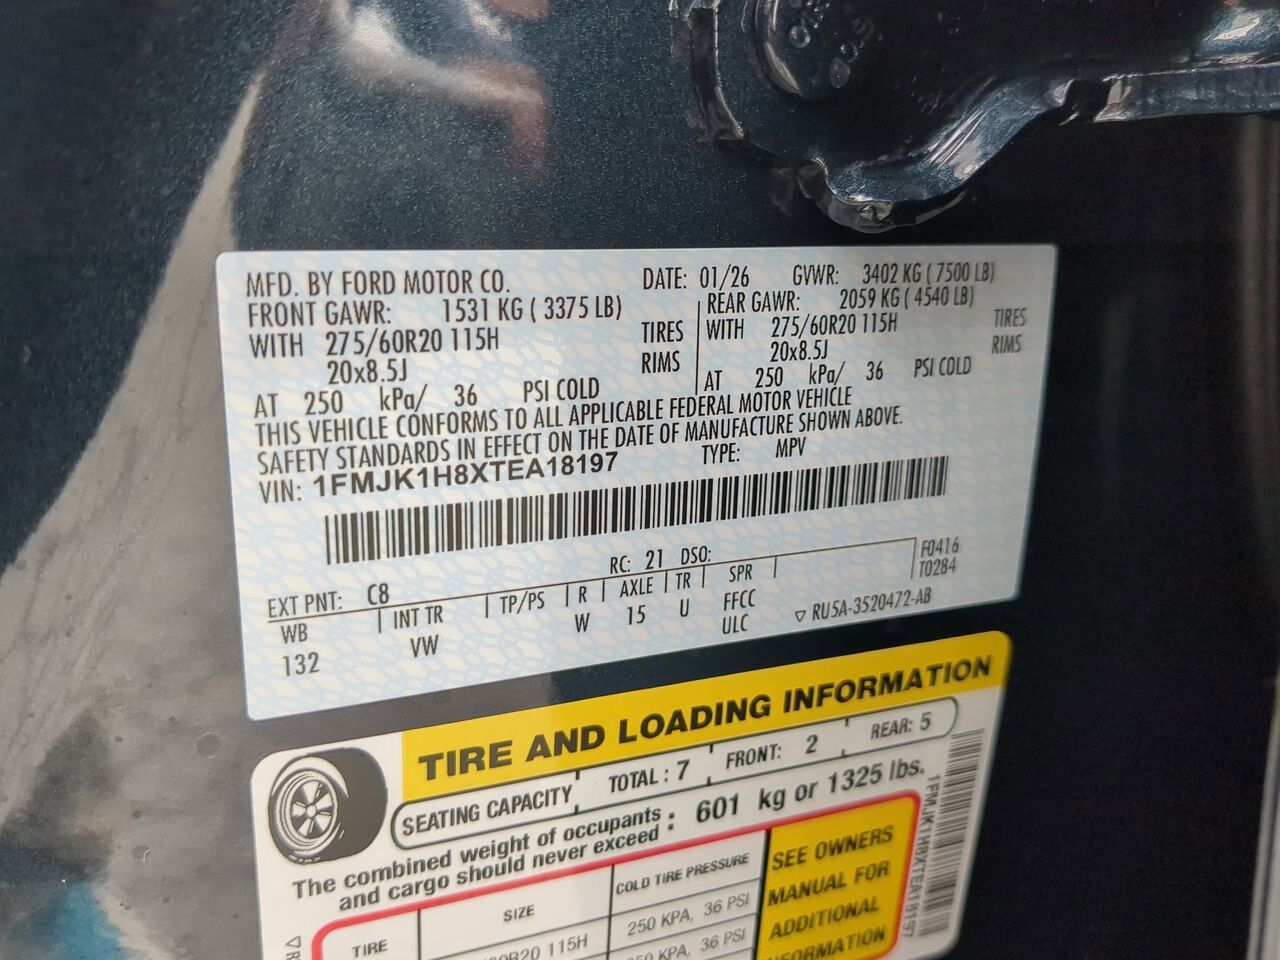 MFD. BY FORD MOTOR CO. DATE: 01/26 GVWR: 3402 KG ( 7500 LB)
FRONT GAWR: 1531 KG ( 3375 LB) REAR GAWR: 2059 KG ( 4540 LB)
WITH 275/60R20 115H TIRES WITH 275/60R20 115H TIRES
20x8.5J RIMS 20x8.5J RIMS
AT 250 kPa/ 36 PSI COLD AT 250 kPa/ 36 PSI COLD
THIS VEHICLE CONFORMS TO ALL APPLICABLE FEDERAL MOTOR VEHICLE
SAFETY STANDARDS IN EFFECT ON THE DATE OF MANUFACTURE SHOWN ABOVE.
VIN: 1FMJK1H8XTEA18197 TYPE: MPV
RC: 21 DSO: F0416
EXT PNT: C8 T0284
WB INT TR TP/PS R AXLE TR SPR
132 VW W 15 U FFCC
ULC ▽ RU5A-3520472-AB
TIRE AND LOADING INFORMATION
SEATING CAPACITY TOTAL : 7 FRONT: 2 REAR: 5
The combined weight of occupants
and cargo should never exceed : 601 kg or 1325 lbs.
TIRE SIZE COLD TIRE PRESSURE
0R20 115H 250 KPA, 36 PSI
KPA, 36 PSI
SEE OWNERS
MANUAL FOR
ADDITIONAL
INFORMATION
1FMJK1H8XTEA18197